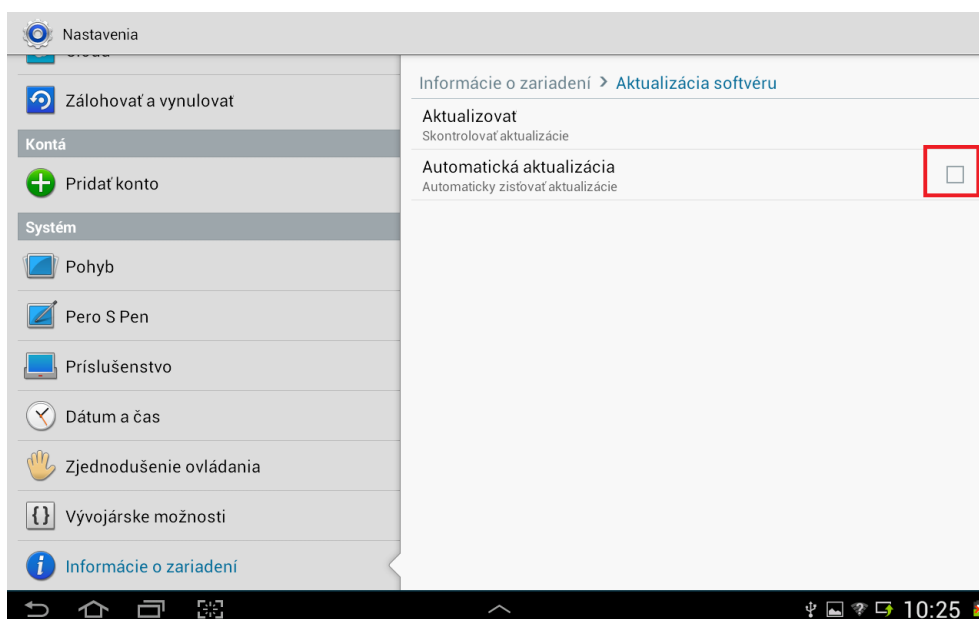 Nastavenia
Zálohovať a vynulovať
Kontá
Pridať konto
Systém
Pohyb
Pero S Pen
Príslušenstvo
Dátum a čas
Zjednodušenie ovládania
Vývojárske možnosti
Informácie o zariadení
Informácie o zariadení > Aktualizácia softvéru
Aktualizovať
Skontrolovať aktualizácie
Automatická aktualizácia
Automaticky zisťovať aktualizácie
10:25